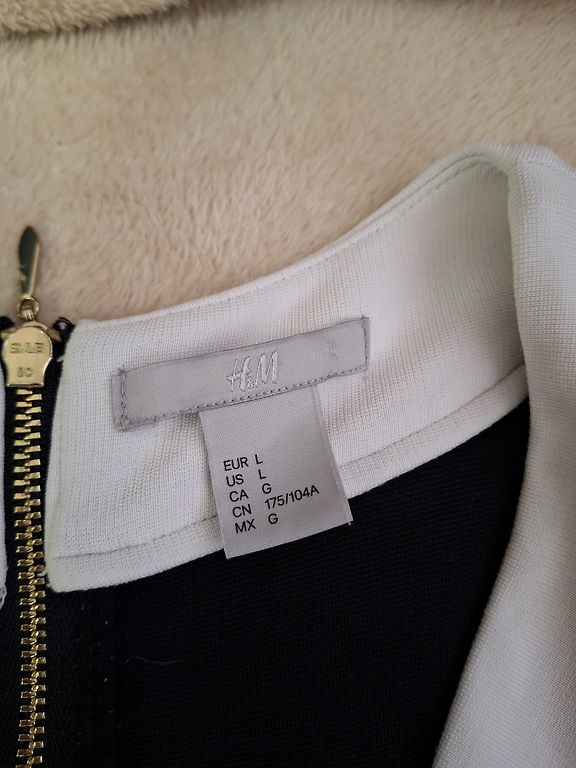 H&M
EUR L
US L
CA G
CN 175/104A
MX G